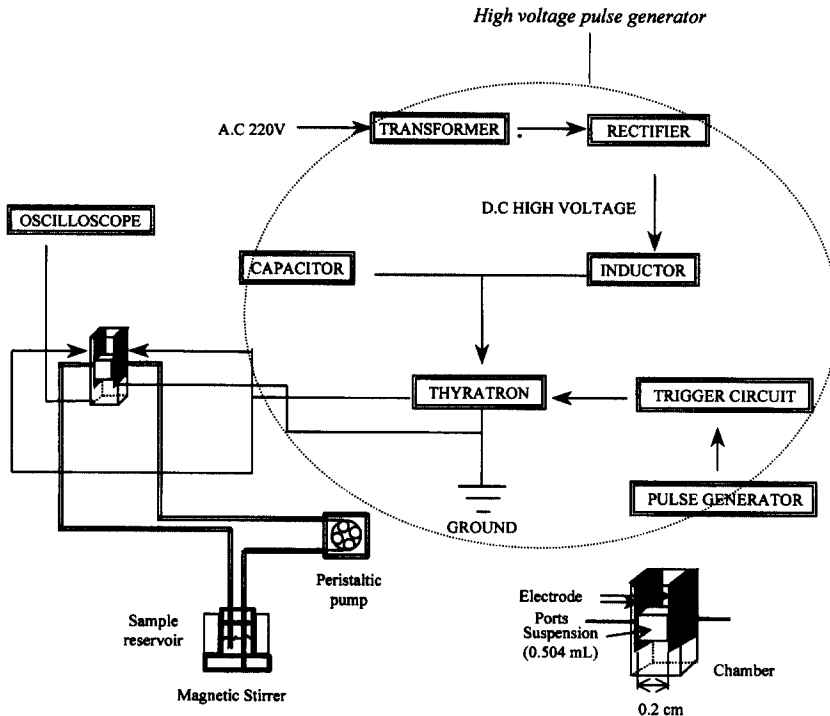 High voltage pulse generator
A.C 220V
TRANSFORMER
RECTIFIER
D.C HIGH VOLTAGE
OSCILLOSCOPE
CAPACITOR
INDUCTOR
THYRATRON
TRIGGER CIRCUIT
PULSE GENERATOR
GROUND
Peristaltic
pump
Sample
reservoir
Magnetic Stirrer
Electrode
Ports
Suspension
(0.504 mL)
Chamber
0.2 cm